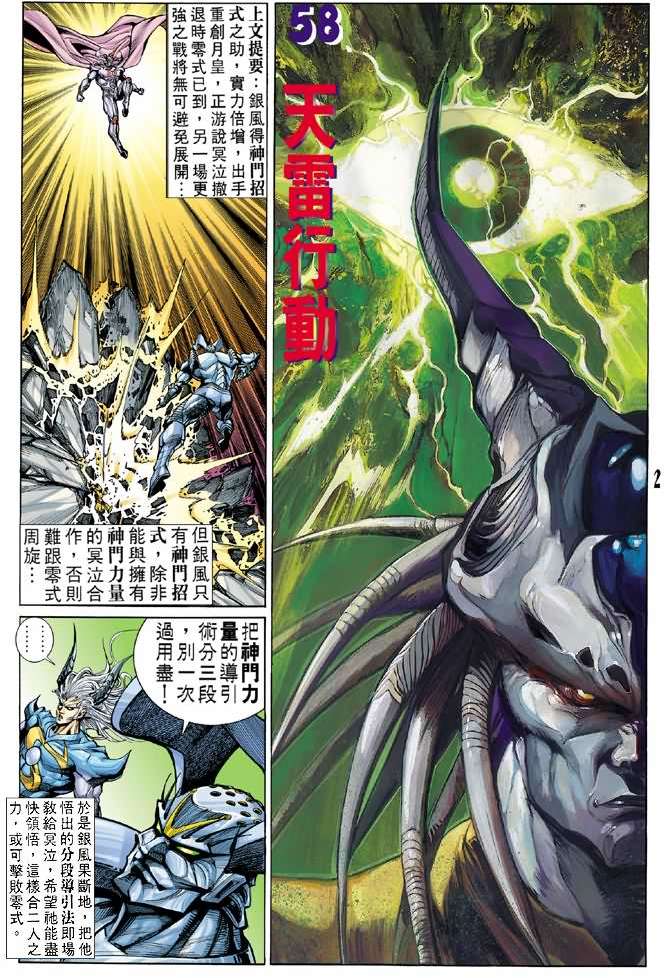 58
天雷行動
上文提要：銀風得神門招
式之助，實力倍增，出手
重創月皇，正游說冥泣撤
退時零式已到，另一場更
強之戰將無可避免展開…
但銀風只
有神門招
式，除非
能與擁有
神門力量
的冥泣合
作，否則
難跟零式
周旋…
把神門力
量的導引
術分三段
，別一次
過用盡！
……
……
於是銀風果斷地，把他
悟出的分段導引法即場
教給冥泣，希望祂能盡
快領悟，這樣合二人之
力，或可擊敗零式。
2